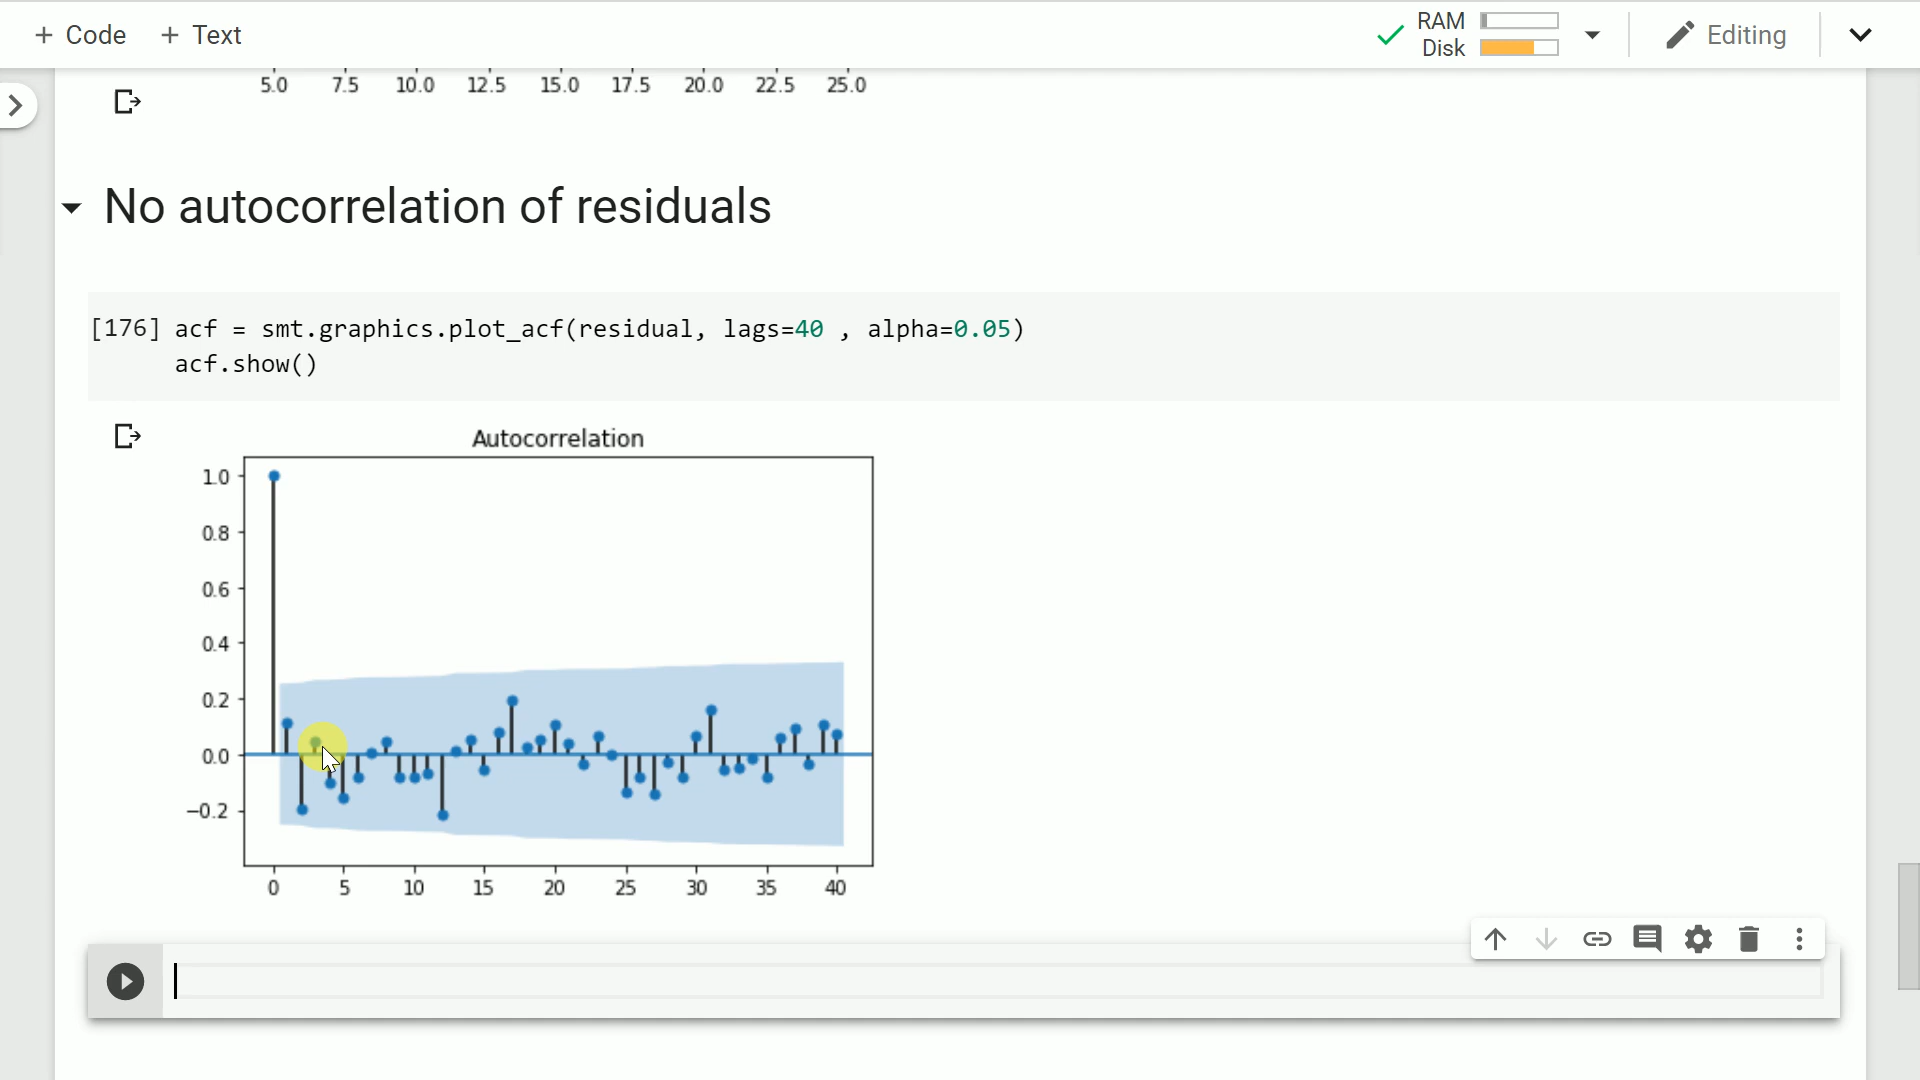 + Code + Text
RAM
Disk
Editing
5.0 7.5 10.0 12.5 15.0 17.5 20.0 22.5 25.0
No autocorrelation of residuals
[176] acf = smt.graphics.plot_acf(residual, lags=40 , alpha=0.05)
acf.show()
Autocorrelation
1.0
0.8
0.6
0.4
0.2
0.0
−0.2
0 5 10 15 20 25 30 35 40